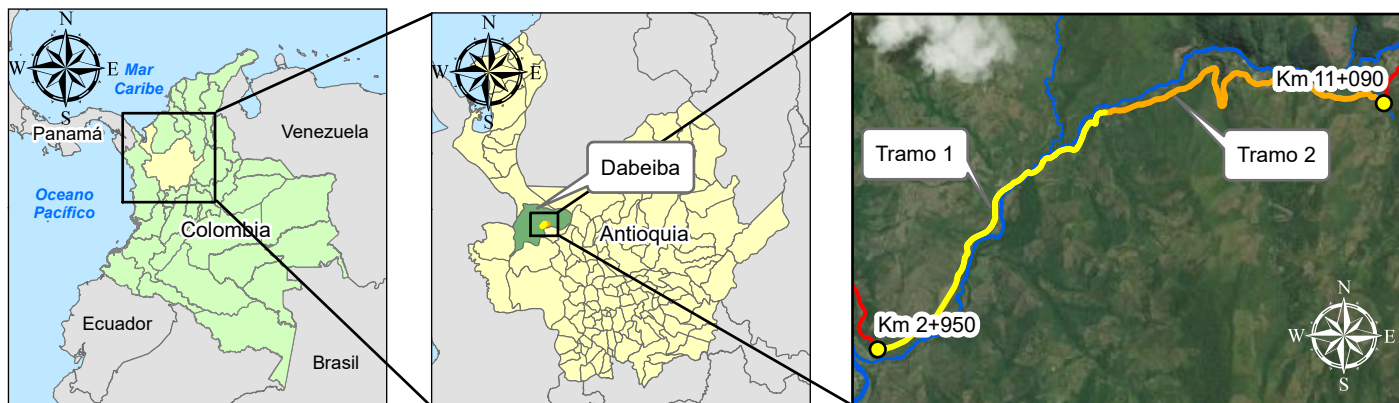 N
W
E
S
Mar
Caribe
Panamá
Venezuela
Oceano
Pacífico
Colombia
Ecuador
Brasil
N
W
E
S
Dabeiba
Antioquia
Km 11+090
Tramo 1
Tramo 2
Km 2+950
N
W
E
S